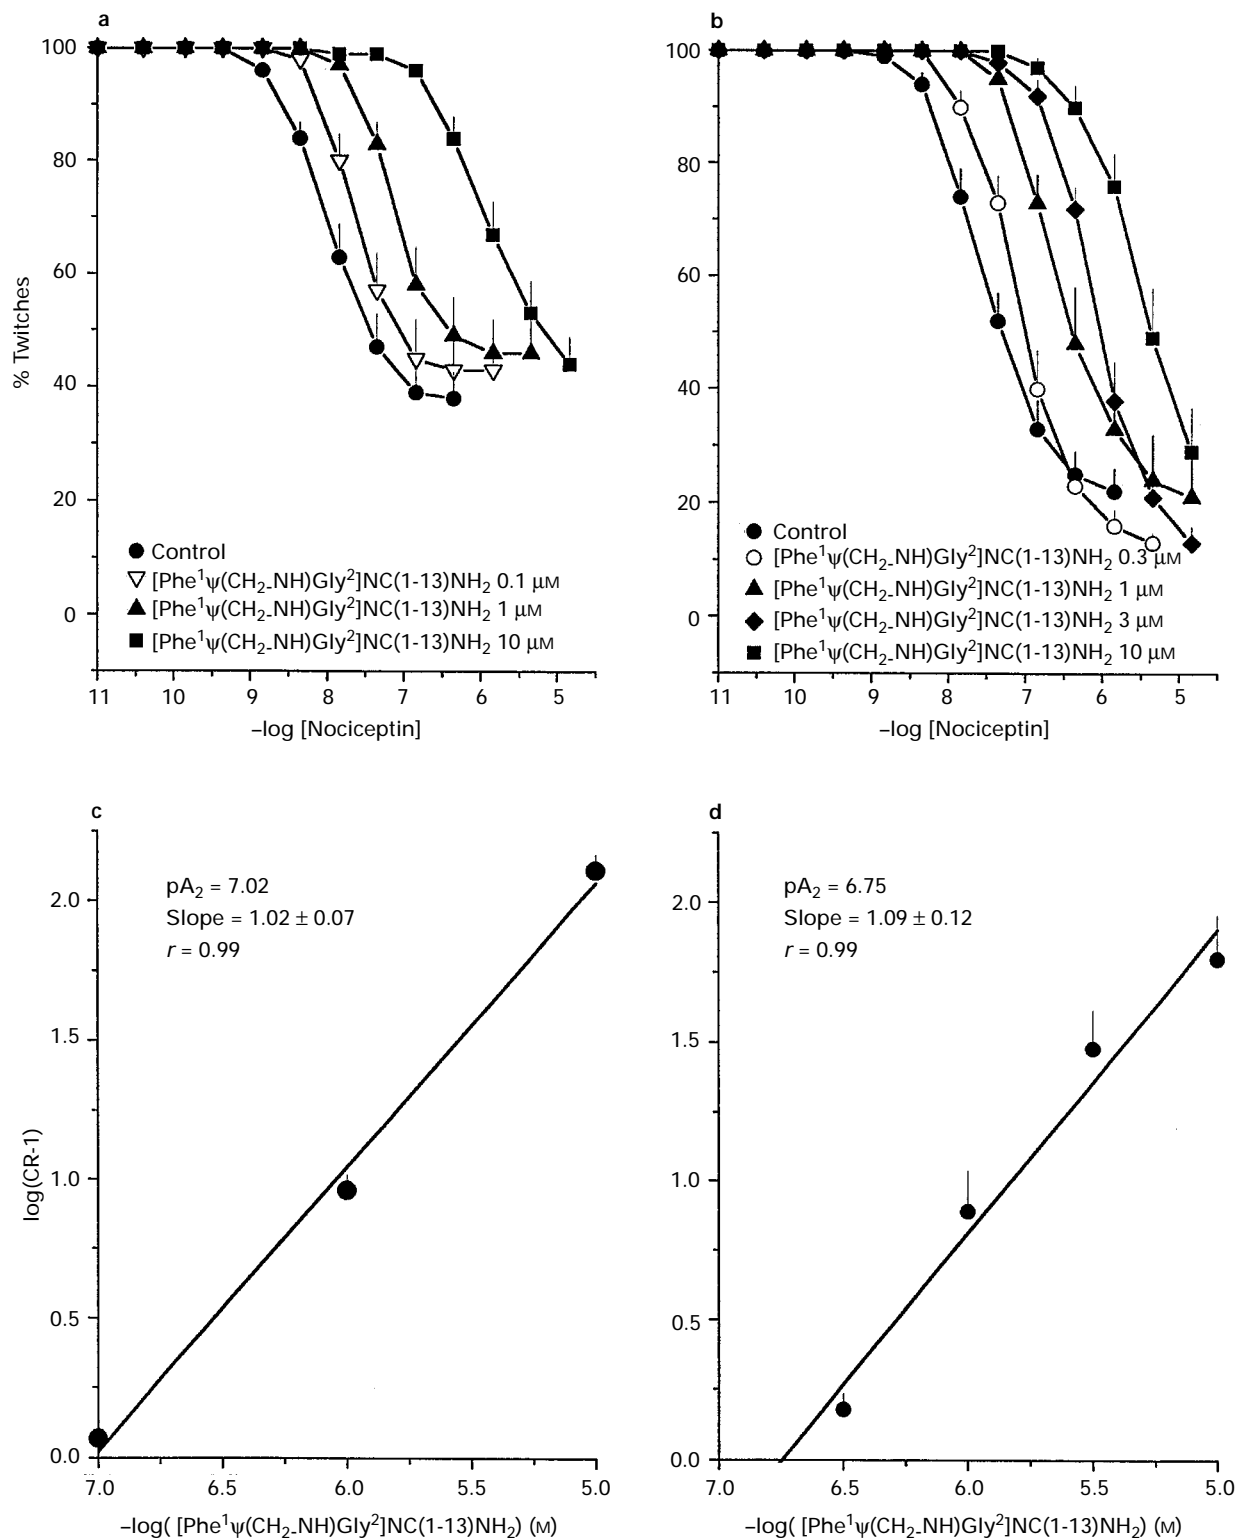 a
100
80
60
40
20
0
% Twitches
Control
[Phe¹ψ(CH₂-NH)Gly²]NC(1-13)NH₂ 0.1 μM
[Phe¹ψ(CH₂-NH)Gly²]NC(1-13)NH₂ 1 μM
[Phe¹ψ(CH₂-NH)Gly²]NC(1-13)NH₂ 10 μM
11 10 9 8 7 6 5
–log [Nociceptin]
b
100
80
60
40
20
0
Control
[Phe¹ψ(CH₂-NH)Gly²]NC(1-13)NH₂ 0.3 μM
[Phe¹ψ(CH₂-NH)Gly²]NC(1-13)NH₂ 1 μM
[Phe¹ψ(CH₂-NH)Gly²]NC(1-13)NH₂ 3 μM
[Phe¹ψ(CH₂-NH)Gly²]NC(1-13)NH₂ 10 μM
11 10 9 8 7 6 5
–log [Nociceptin]
c
pA₂ = 7.02
Slope = 1.02 ± 0.07
r = 0.99
2.0
1.5
1.0
0.5
0.0
log(CR-1)
7.0 6.5 6.0 5.5 5.0
–log( [Phe¹ψ(CH₂-NH)Gly²]NC(1-13)NH₂) (M)
d
pA₂ = 6.75
Slope = 1.09 ± 0.12
r = 0.99
2.0
1.5
1.0
0.5
0.0
7.0 6.5 6.0 5.5 5.0
–log( [Phe¹ψ(CH₂-NH)Gly²]NC(1-13)NH₂) (M)